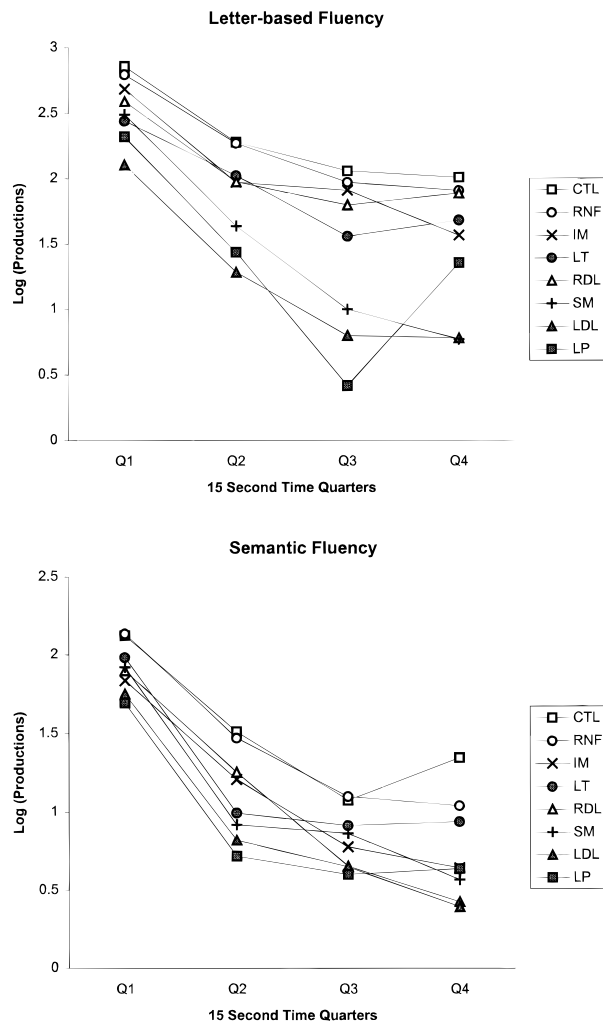 Letter-based Fluency
3
2.5
2
1.5
1
0.5
0
Log (Productions)
Q1 Q2 Q3 Q4
15 Second Time Quarters
CTL
RNF
IM
LT
RDL
SM
LDL
LP
Semantic Fluency
2.5
2
1.5
1
0.5
0
Log (Productions)
Q1 Q2 Q3 Q4
15 Second Time Quarters
CTL
RNF
IM
LT
RDL
SM
LDL
LP